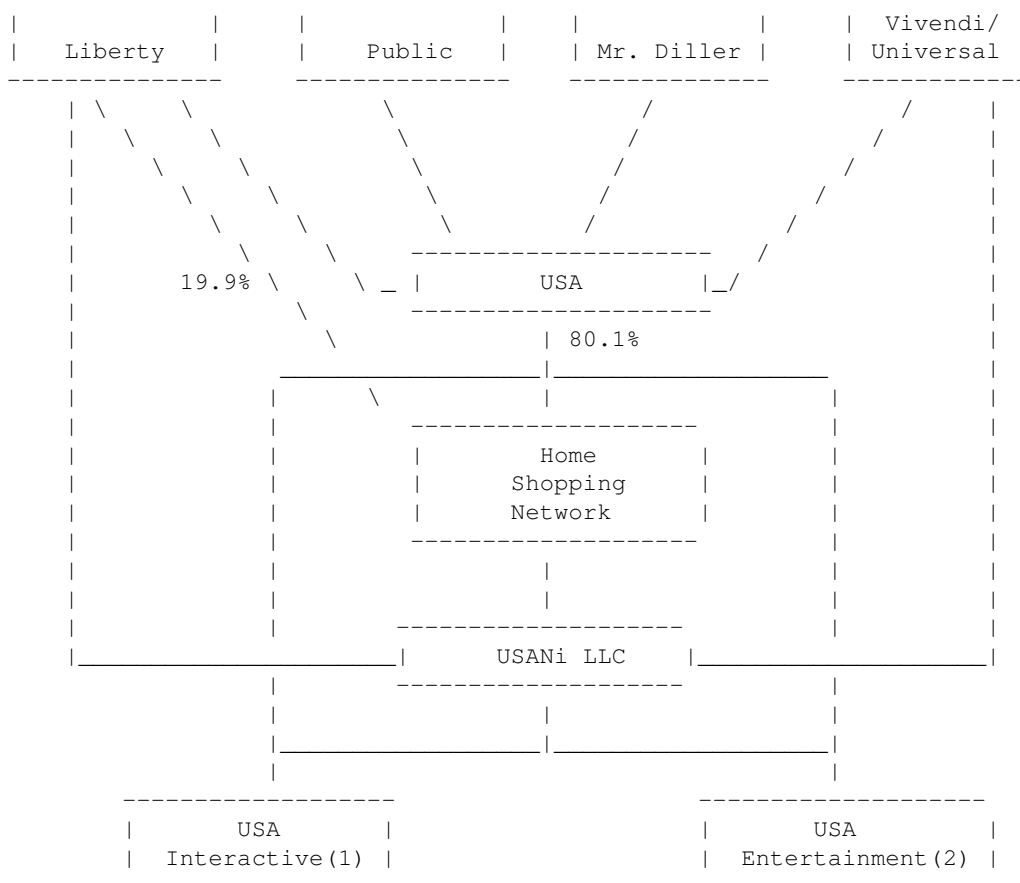 Vivendi/
Liberty Public Mr. Diller Universal
19.9% USA
80.1%
Home
Shopping
Network
USANi LLC
USA USA
Interactive(1) Entertainment(2)